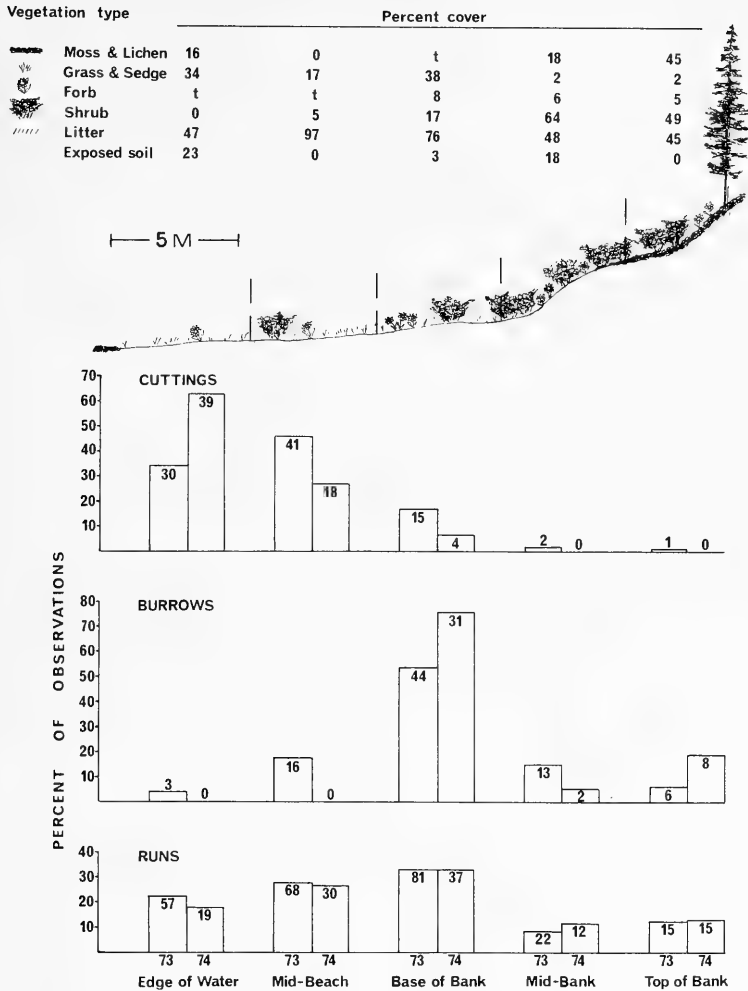 Vegetation type Percent cover
Moss & Lichen 16 0 t 18 45
Grass & Sedge 34 17 38 2 2
Forb t t 8 6 5
Shrub 0 5 17 64 49
Litter 47 97 76 48 45
Exposed soil 23 0 3 18 0
5 M
PERCENT OF OBSERVATIONS
CUTTINGS
70
60
50
40
30
20
10
30 39 41 18 15 4 2 0 1 0
BURROWS
80
70
60
50
40
30
20
10
3 0 16 0 44 31 13 2 6 8
RUNS
40
30
20
10
57 19 68 30 81 37 22 12 15 15
73 74 73 74 73 74 73 74 73 74
Edge of Water Mid-Beach Base of Bank Mid-Bank Top of Bank